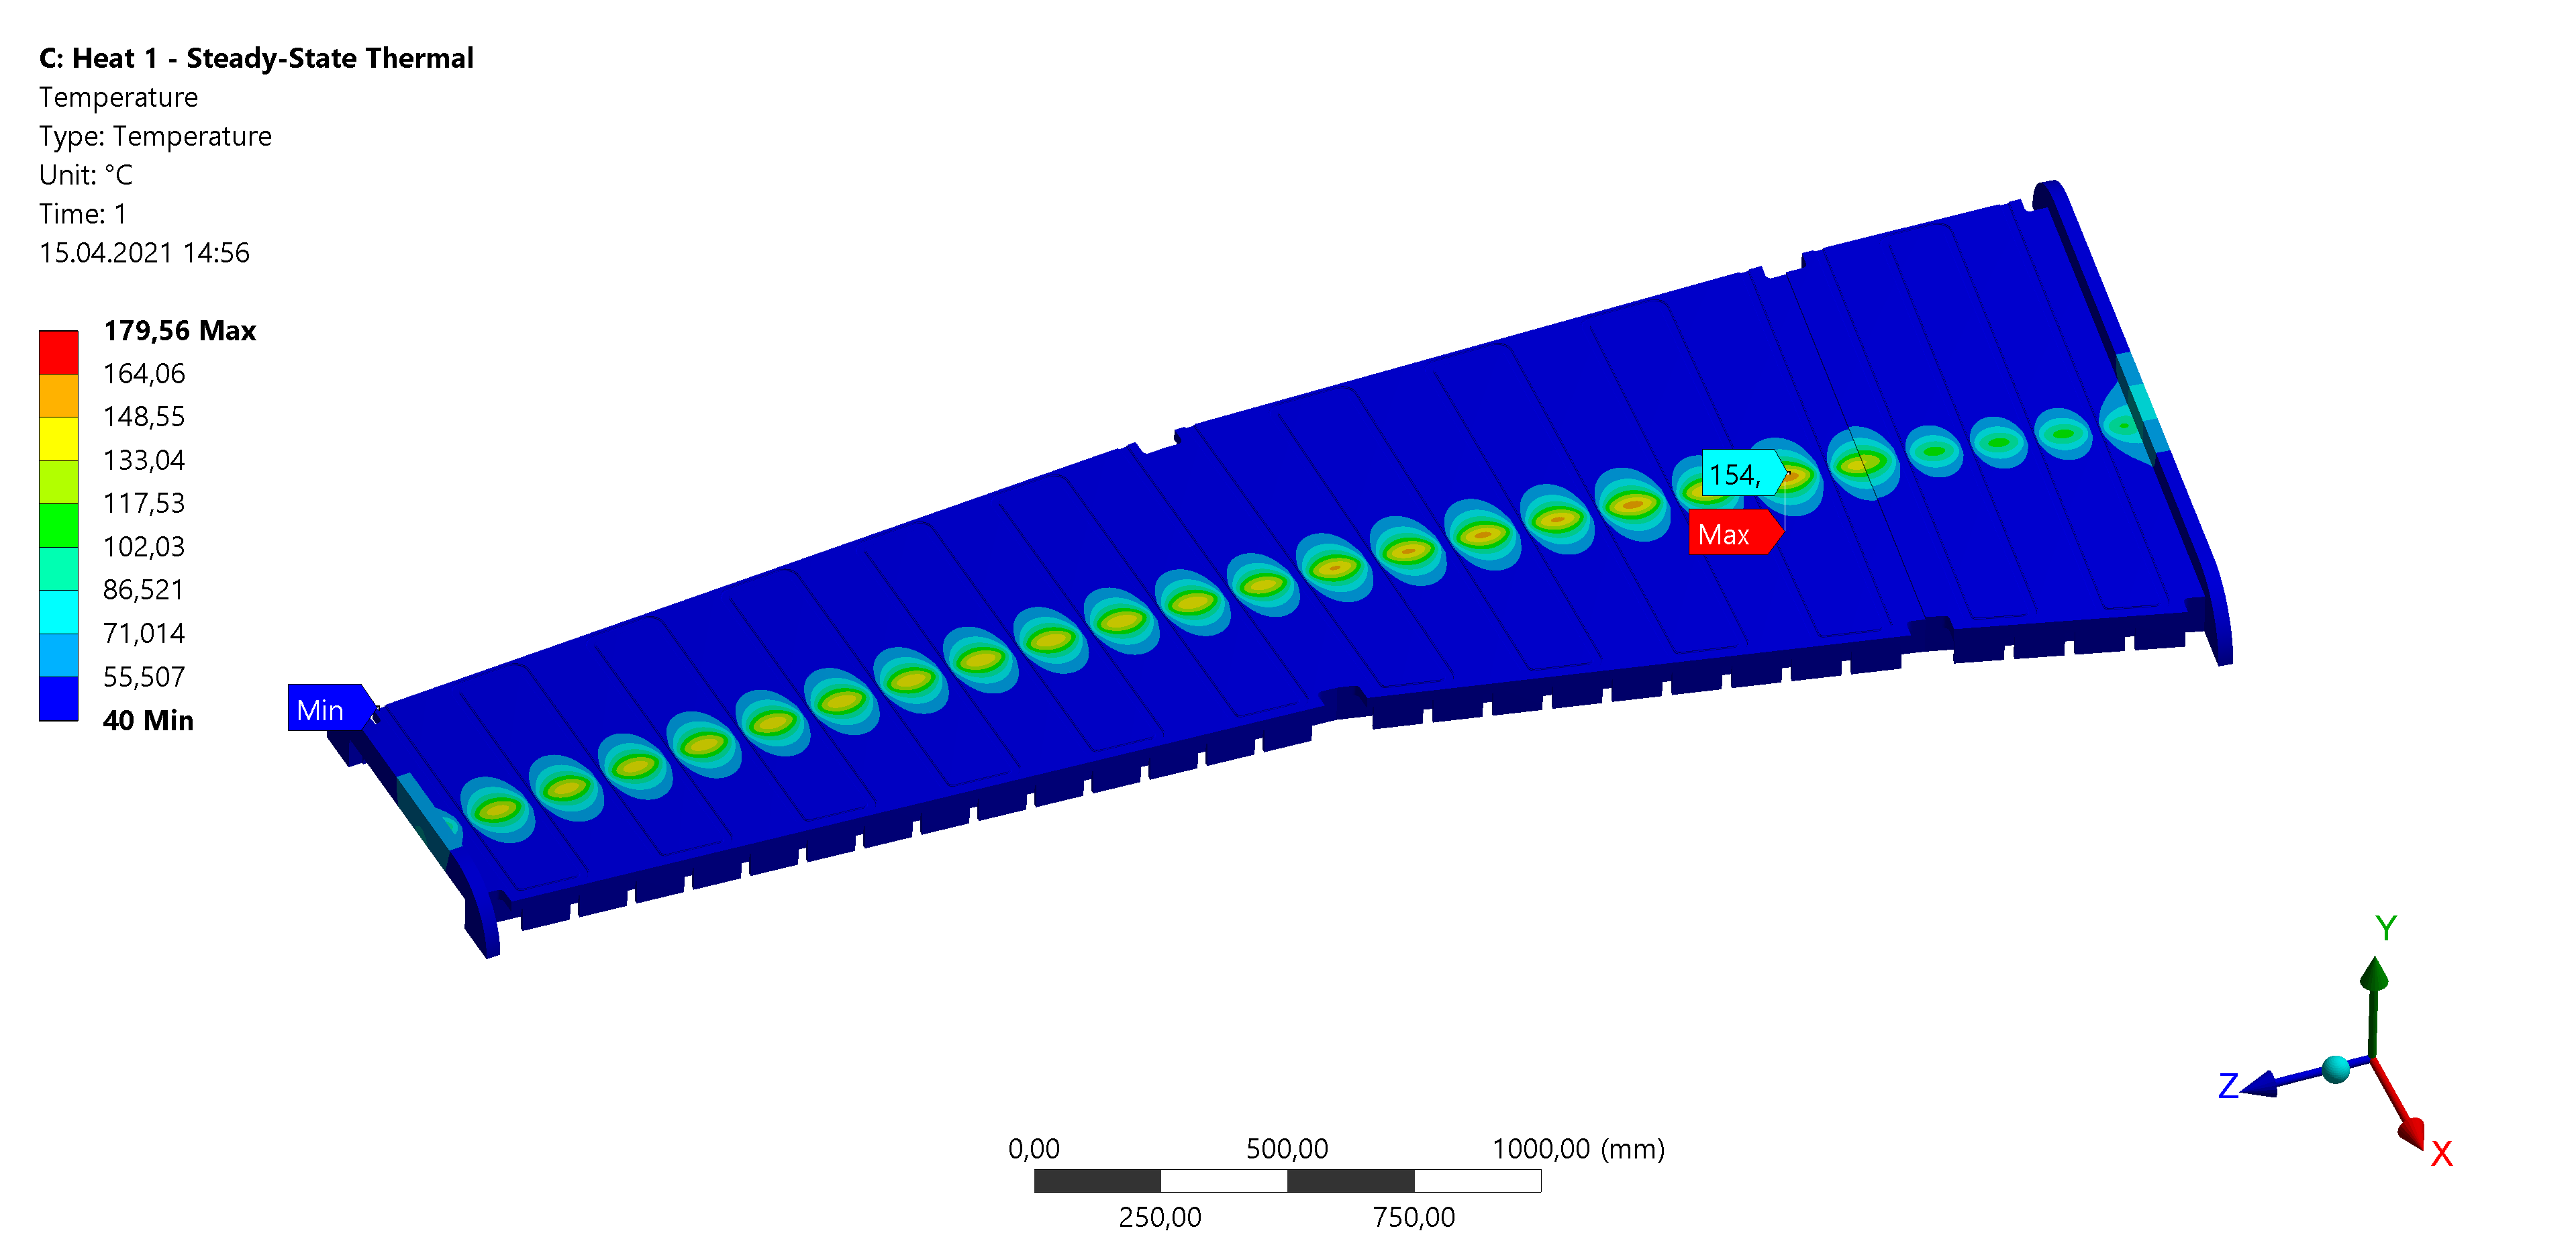 C: Heat 1 - Steady-State Thermal
Temperature
Type: Temperature
Unit: °C
Time: 1
15.04.2021 14:56
179,56 Max
164,06
148,55
133,04
117,53
102,03
86,521
71,014
55,507
40 Min
154,
Max
Min
Y
Z
X
0,00 500,00 1000,00 (mm)
250,00 750,00